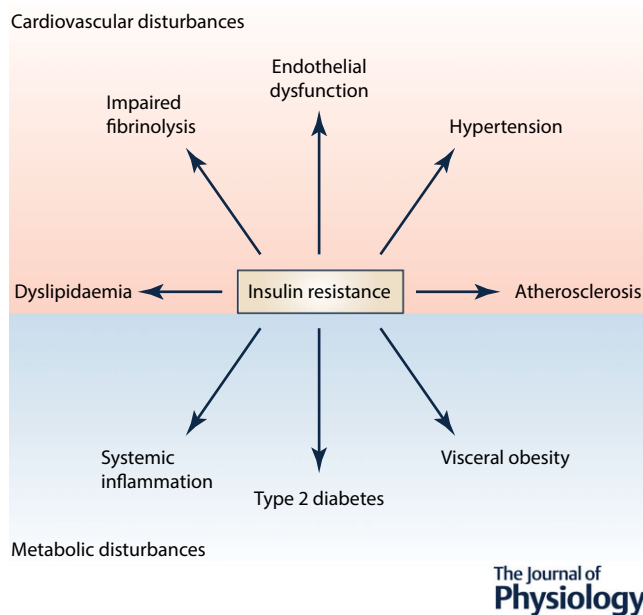 Cardiovascular disturbances
Endothelial
dysfunction
Impaired
fibrinolysis
Hypertension
Dyslipidaemia
Insulin resistance
Atherosclerosis
Systemic
inflammation
Visceral obesity
Type 2 diabetes
Metabolic disturbances
The Journal of
Physiology